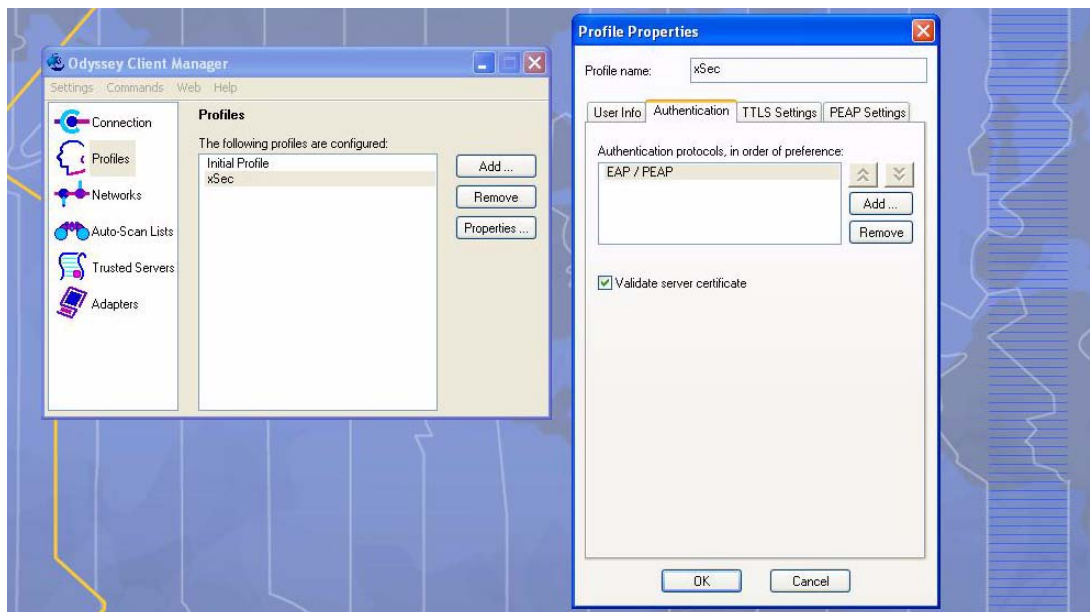 Odyssey Client Manager
Settings Commands Web Help
Connection
Profiles
Networks
Auto-Scan Lists
Trusted Servers
Adapters
Profiles
The following profiles are configured:
Initial Profile
xSec
Add ...
Remove
Properties ...
Profile Properties
Profile name: xSec
User Info Authentication TTLS Settings PEAP Settings
Authentication protocols, in order of preference:
EAP / PEAP
Add ...
Remove
Validate server certificate
OK Cancel